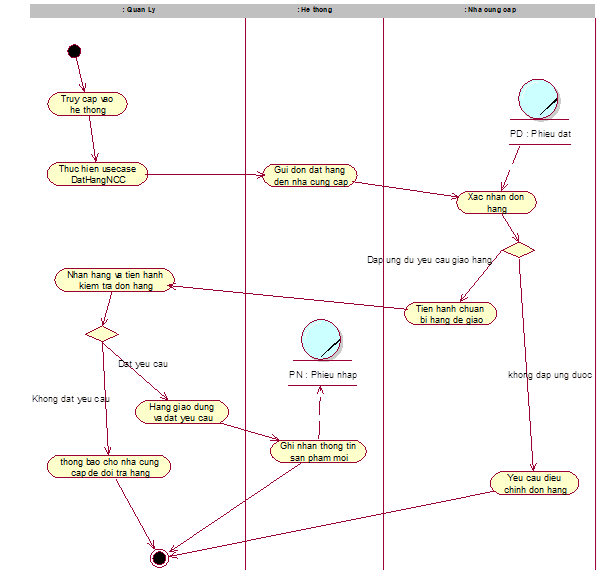 : Quan Ly
: He thong
: Nha cung cap
Truy cap vao
he thong
PD : Phieu dat
Thuc hien usecase
DatHangNCC
Gui don dat hang
den nha cung cap
Xac nhan don
hang
Dap ung du yeu cau giao hang
Nhan hang va tien hanh
kiem tra don hang
Tien hanh chuan
bi hang de giao
Dat yeu cau
PN : Phieu nhap
khong dap ung duoc
Khong dat yeu cau
Hang giao dung
va dat yeu cau
Ghi nhan thong tin
san pham moi
thong bao cho nha cung
cap de doi tra hang
Yeu cau dieu
chinh don hang